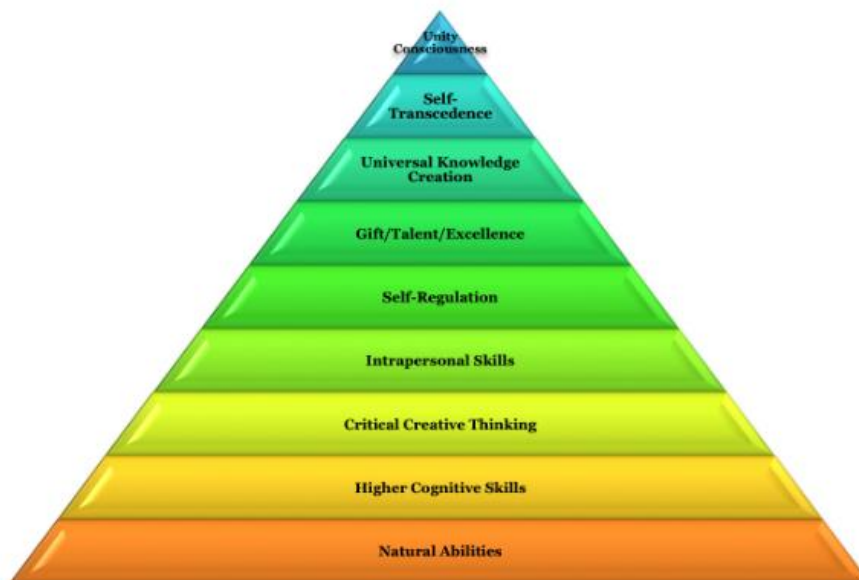 Unity
Consciousness
Self-
Transcedence
Universal Knowledge
Creation
Gift/Talent/Excellence
Self-Regulation
Intrapersonal Skills
Critical Creative Thinking
Higher Cognitive Skills
Natural Abilities